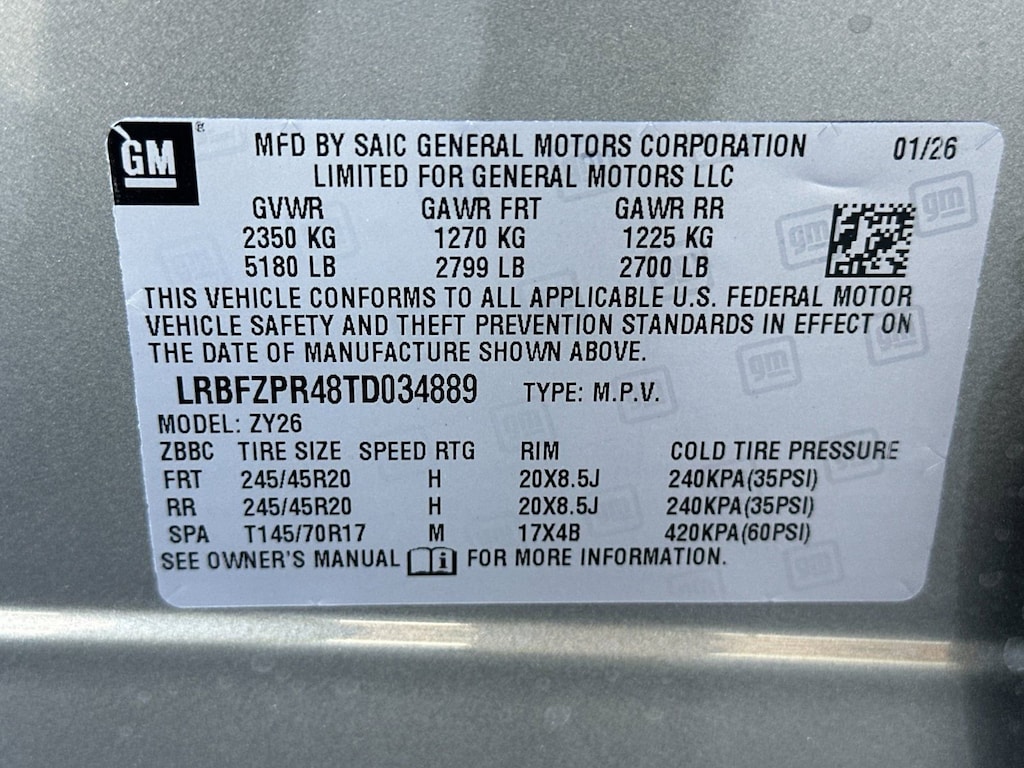 GM ®
MFD BY SAIC GENERAL MOTORS CORPORATION 01/26
LIMITED FOR GENERAL MOTORS LLC
GVWR GAWR FRT GAWR RR
2350 KG 1270 KG 1225 KG
5180 LB 2799 LB 2700 LB
THIS VEHICLE CONFORMS TO ALL APPLICABLE U.S. FEDERAL MOTOR
VEHICLE SAFETY AND THEFT PREVENTION STANDARDS IN EFFECT ON
THE DATE OF MANUFACTURE SHOWN ABOVE.
LRBFZPR48TD034889 TYPE: M.P.V.
MODEL: ZY26
ZBBC TIRE SIZE SPEED RTG RIM COLD TIRE PRESSURE
FRT 245/45R20 H 20X8.5J 240KPA(35PSI)
RR 245/45R20 H 20X8.5J 240KPA(35PSI)
SPA T145/70R17 M 17X4B 420KPA(60PSI)
SEE OWNER'S MANUAL i FOR MORE INFORMATION.
gm
gm
gm
gm